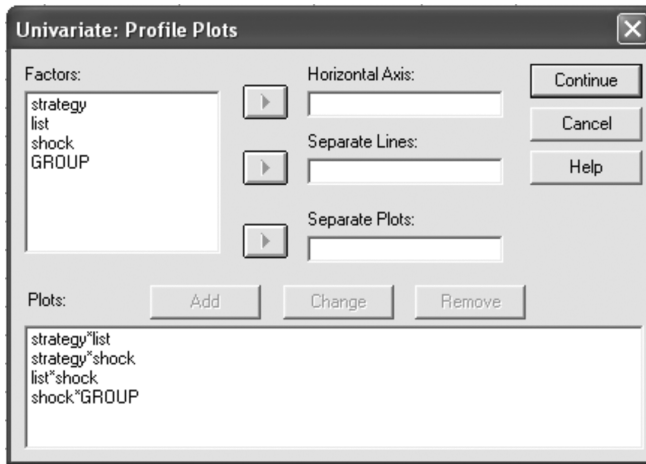 Univariate: Profile Plots
Factors:
strategy
list
shock
GROUP
Horizontal Axis:
Separate Lines:
Separate Plots:
Continue
Cancel
Help
Plots:
Add
Change
Remove
strategy*list
strategy*shock
list*shock
shock*GROUP